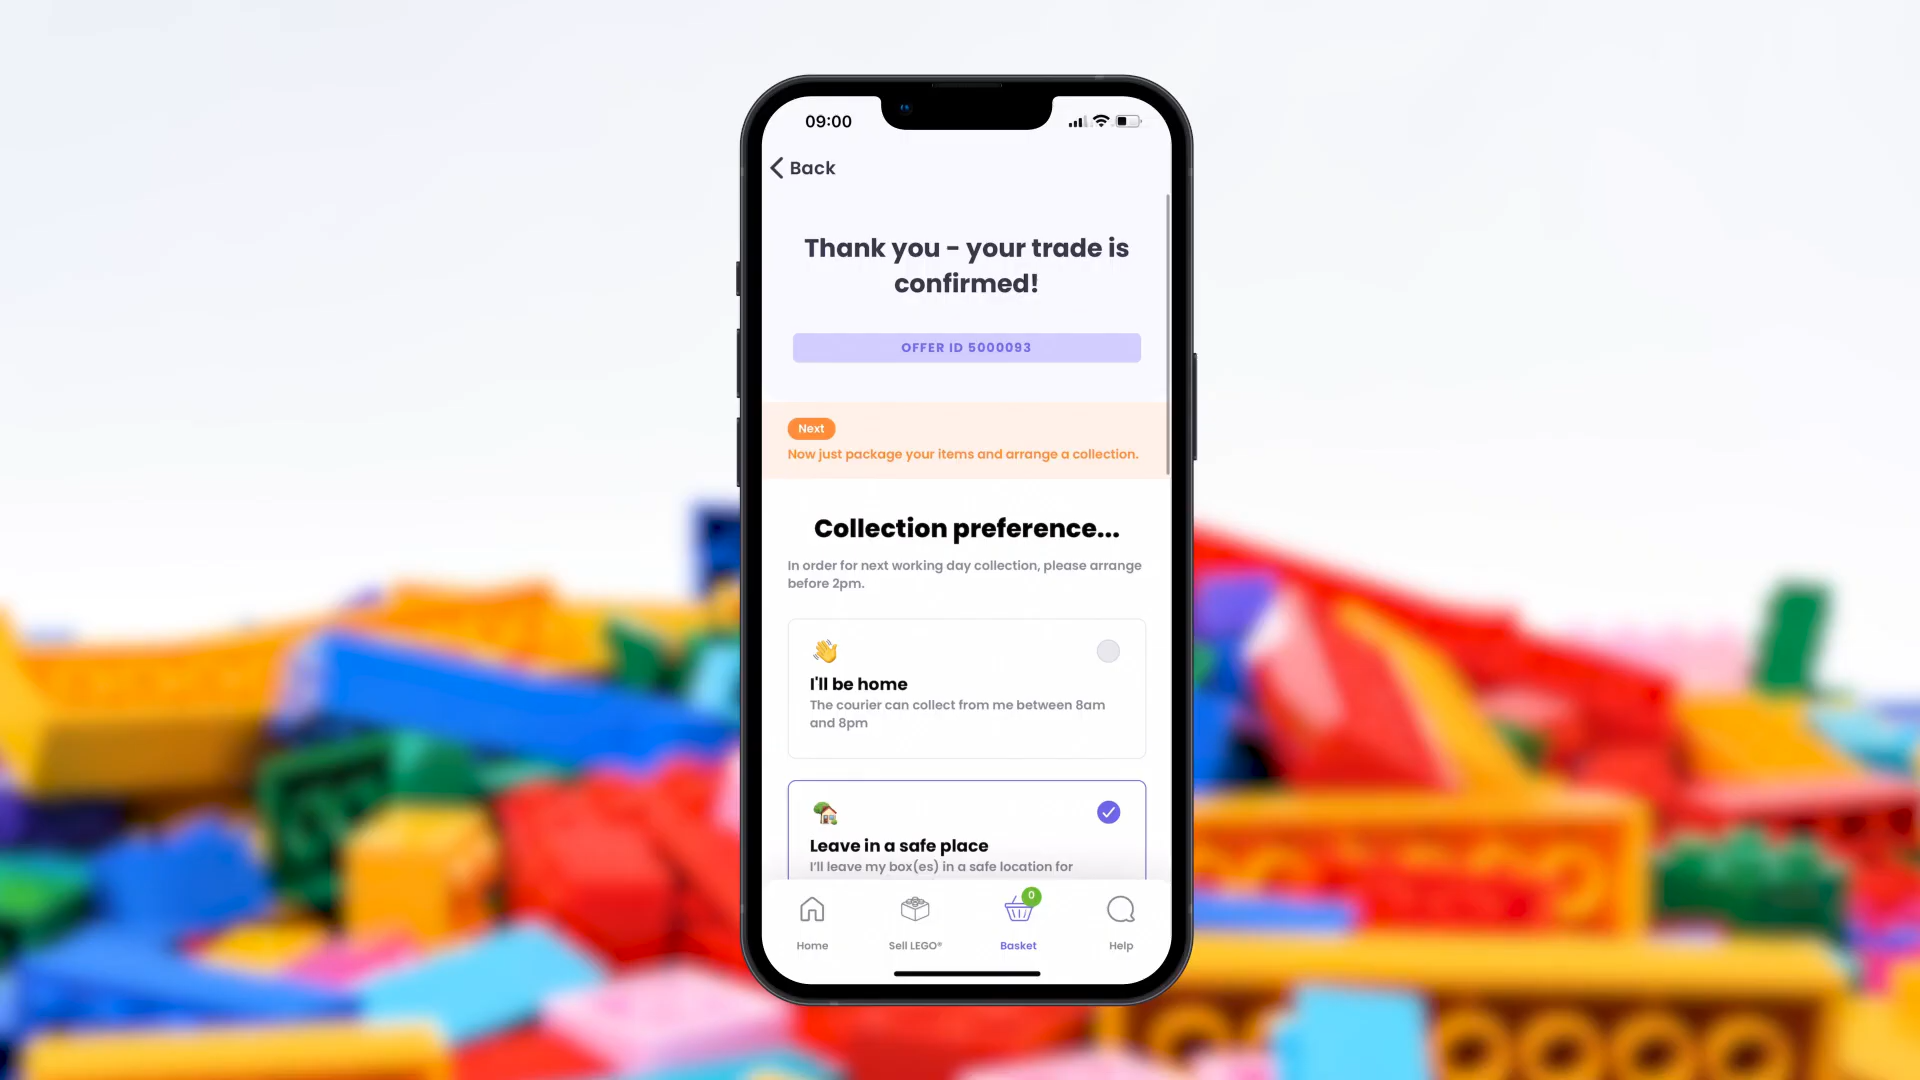 09:00
Back
Thank you - your trade is
confirmed!
OFFER ID 5000093
Next
Now just package your items and arrange a collection.
Collection preference...
In order for next working day collection, please arrange
before 2pm.
I'll be home
The courier can collect from me between 8am
and 8pm
Leave in a safe place
I'll leave my box(es) in a safe location for
0
Home
Sell LEGO®
Basket
Help